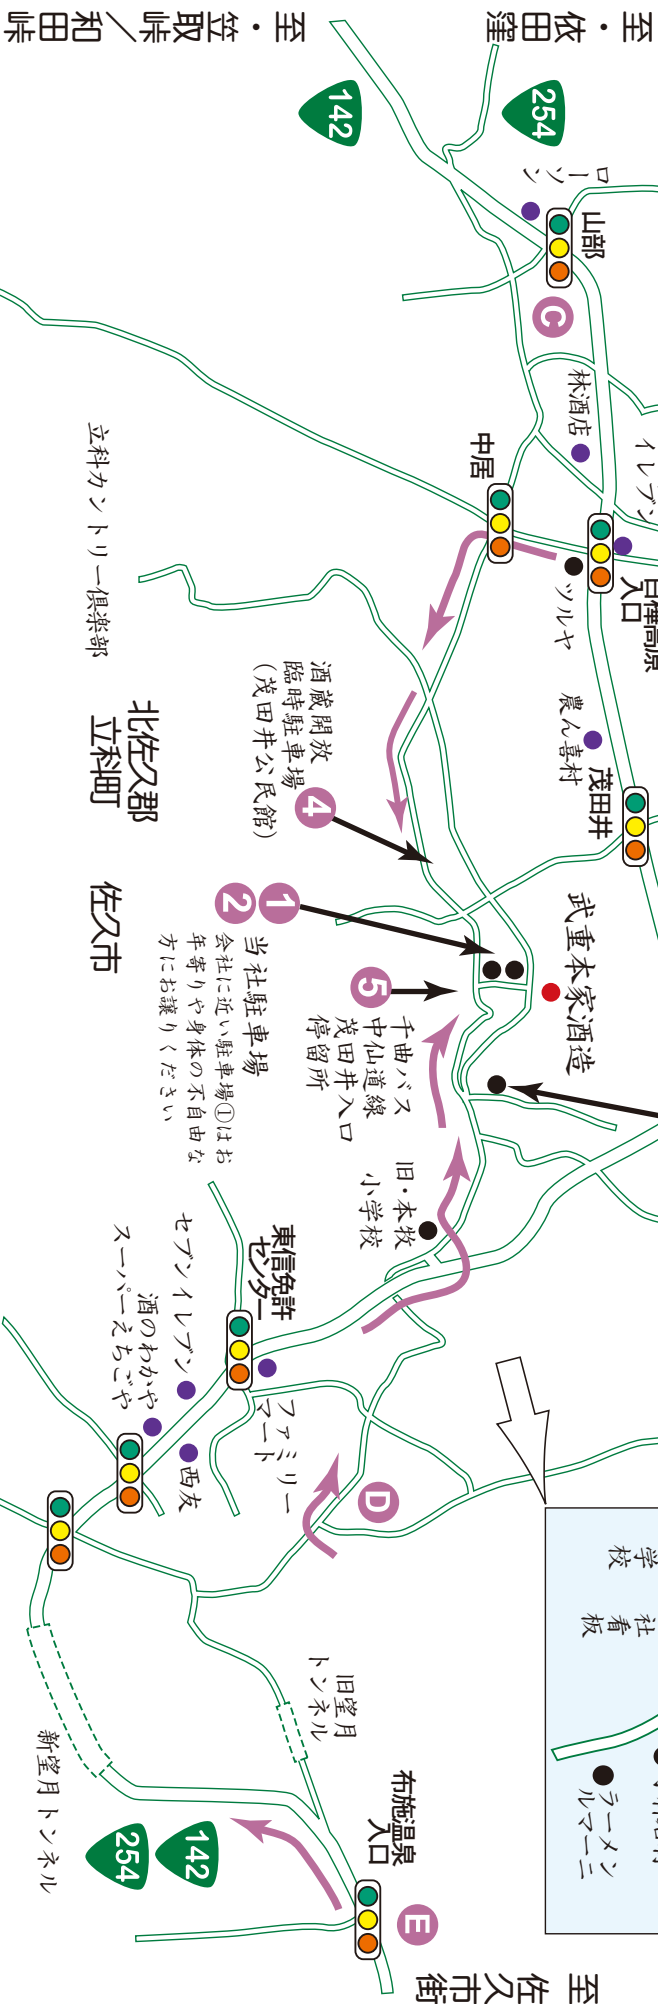 至・笠取峠／和田峠
至・依田窪
142
254
ローソン
山部
C
林酒店
イレブン
中居
入口
ツルヤ
立科カントリー倶楽部
農ん喜村
茂田井
北佐久郡
立科町
佐久市
酒蔵開放
臨時駐車場
(茂田井公民館)
4
1
2
武重本家酒造
5
当社駐車場
会社に近い駐車場①はお
年寄りや身体の不自由な
方にお譲りください
千曲バス
中仙道線
茂田井入口
停留所
旧・本牧
小学校
東信免許
センター
セブンイレブン
酒のわかや
スーパーえちごや
ファミリー
マート
西友
D
学校
社看板
ラーメン
ルマーニ
旧望月
トンネル
新望月トンネル
布施温泉
入口
142
254
E
至佐久市街